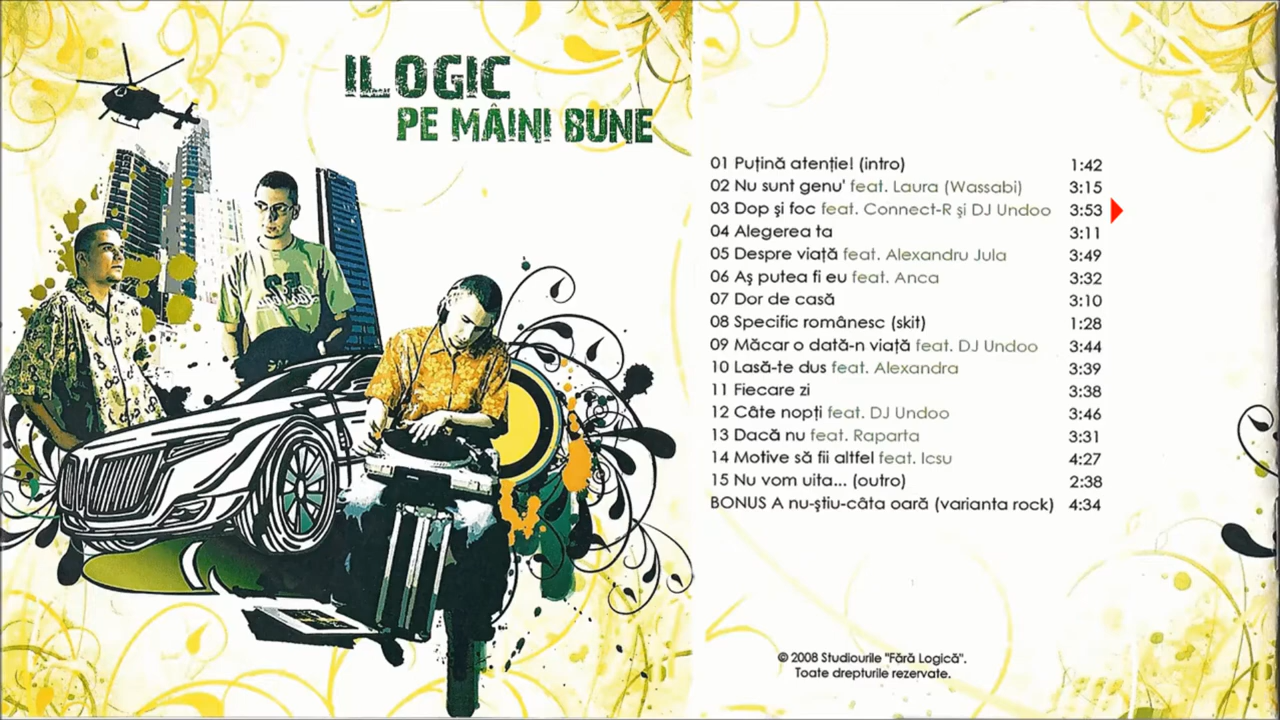 ILOGIC
PE MÂINI BUNE
01 Puţină atenţie! (intro) 1:42
02 Nu sunt genu' feat. Laura (Wassabi) 3:15
03 Dop şi foc feat. Connect-R şi DJ Undoo 3:53
04 Alegerea ta 3:11
05 Despre viaţă feat. Alexandru Jula 3:49
06 Aş putea fi eu feat. Anca 3:32
07 Dor de casă 3:10
08 Specific românesc (skit) 1:28
09 Măcar o dată-n viaţă feat. DJ Undoo 3:44
10 Lasă-te dus feat. Alexandra 3:39
11 Fiecare zi 3:38
12 Câte nopţi feat. DJ Undoo 3:46
13 Dacă nu feat. Raparta 3:31
14 Motive să fii altfel feat. Icsu 4:27
15 Nu vom uita... (outro) 2:38
BONUS A nu-ştiu-câta oară (varianta rock) 4:34
© 2008 Studiourile "Fără Logică".
Toate drepturile rezervate.